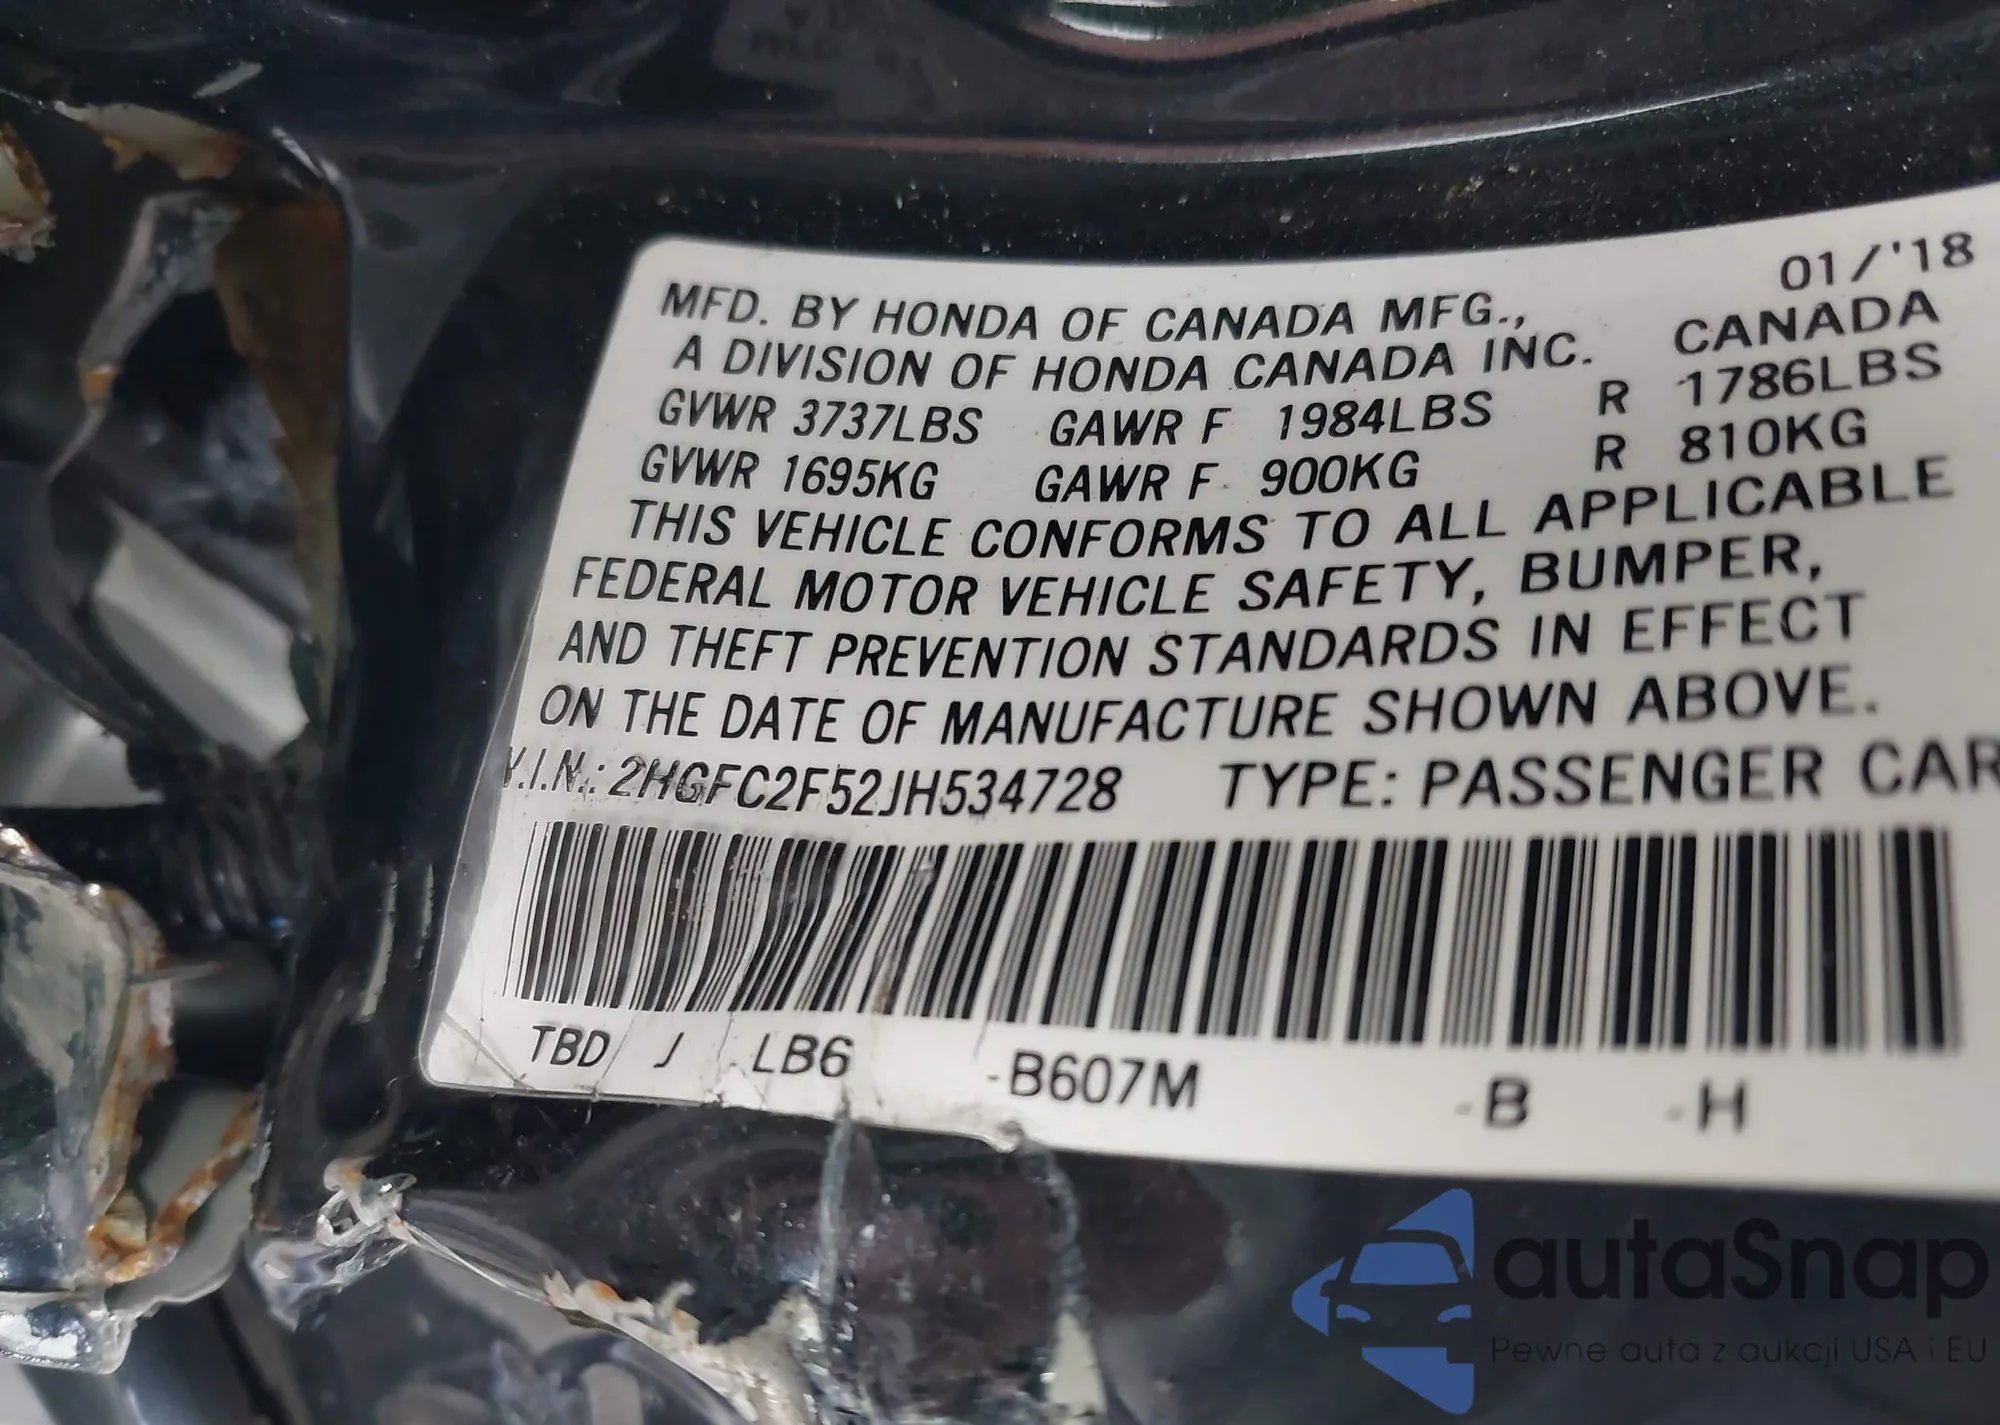 01/'18
MFD. BY HONDA OF CANADA MFG.,
A DIVISION OF HONDA CANADA INC. CANADA
GVWR 3737LBS GAWR F 1984LBS R 1786LBS
GVWR 1695KG GAWR F 900KG R 810KG
THIS VEHICLE CONFORMS TO ALL APPLICABLE
FEDERAL MOTOR VEHICLE SAFETY, BUMPER,
AND THEFT PREVENTION STANDARDS IN EFFECT
ON THE DATE OF MANUFACTURE SHOWN ABOVE.
V.I.N.: 2HGFC2F52JH534728 TYPE: PASSENGER CAR
TBD J LB6 -B607M -B -H
autaSnap
Pewne auta z aukcji USA i EU